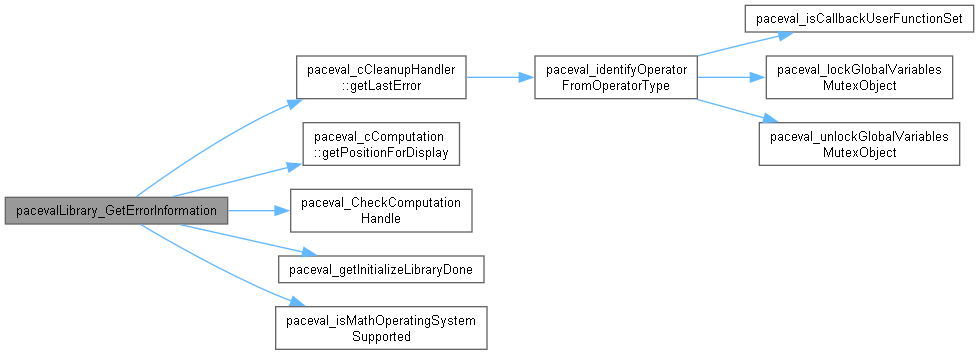 pacevalLibrary_GetErrorInformation
paceval_cCleanupHandler
::getLastError
paceval_identifyOperator
FromOperatorType
paceval_isCallbackUserFunctionSet
paceval_lockGlobalVariables
MutexObject
paceval_unlockGlobalVariables
MutexObject
paceval_cComputation
::getPositionForDisplay
paceval_CheckComputation
Handle
paceval_getInitializeLibraryDone
paceval_isMathOperatingSystem
Supported